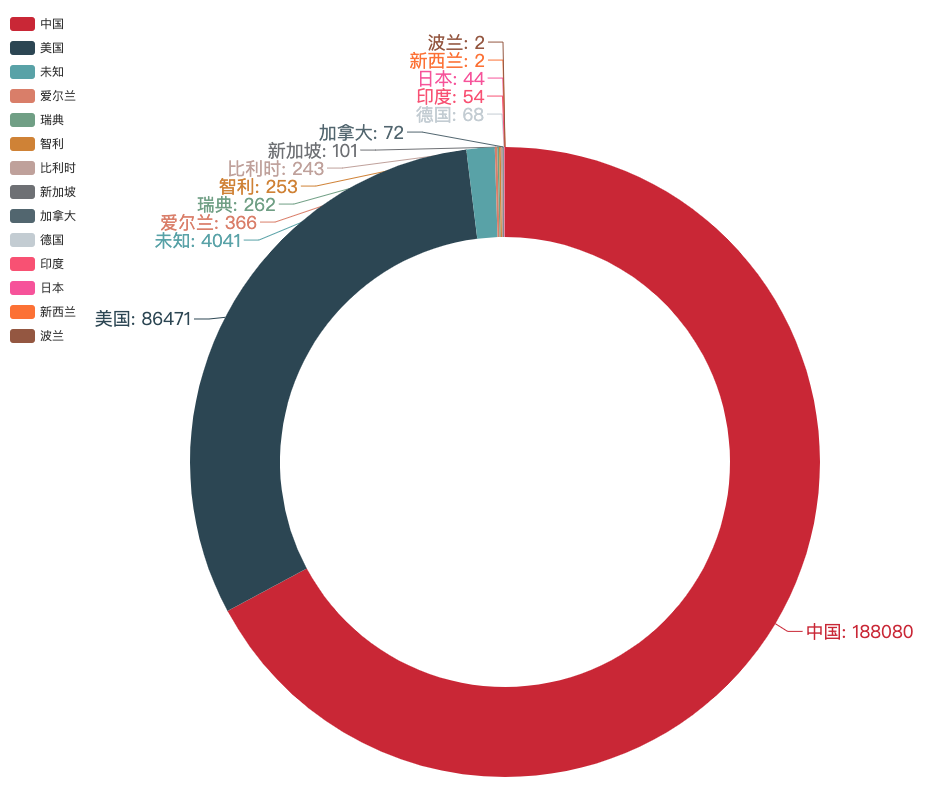 中国
美国
未知
爱尔兰
瑞典
智利
比利时
新加坡
加拿大
德国
印度
日本
新西兰
波兰
波兰: 2
新西兰: 2
日本: 44
印度: 54
德国: 68
加拿大: 72
新加坡: 101
比利时: 243
智利: 253
瑞典: 262
爱尔兰: 366
未知: 4041
美国: 86471
中国: 188080